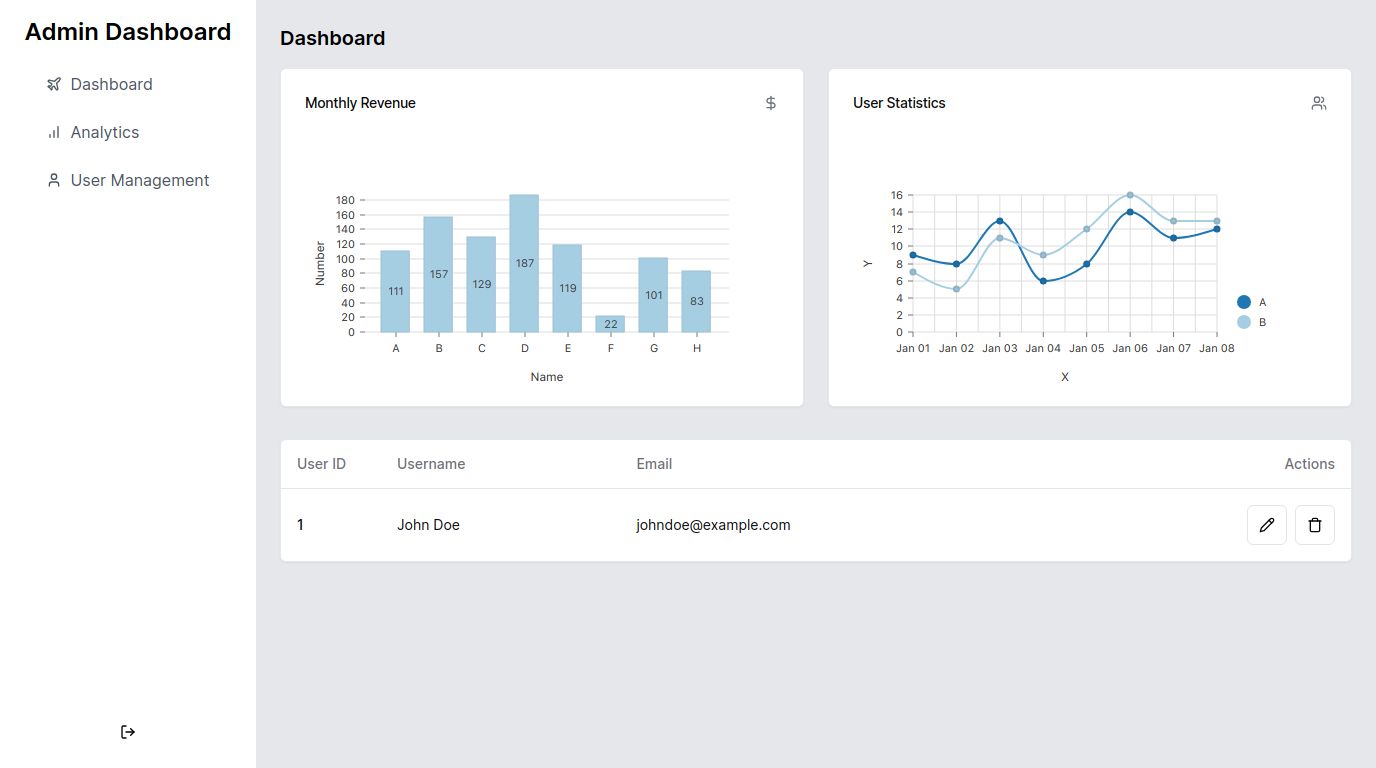 Admin Dashboard
Dashboard
Analytics
User Management
Dashboard
Monthly Revenue
$
180
160
140
120
100
80
60
40
20
0
Number
111
157
129
187
119
22
101
83
A B C D E F G H
Name
User Statistics
16
14
12
10
8
6
4
2
0
Y
Jan 01 Jan 02 Jan 03 Jan 04 Jan 05 Jan 06 Jan 07 Jan 08
X
A
B
User ID Username Email Actions
1 John Doe johndoe@example.com